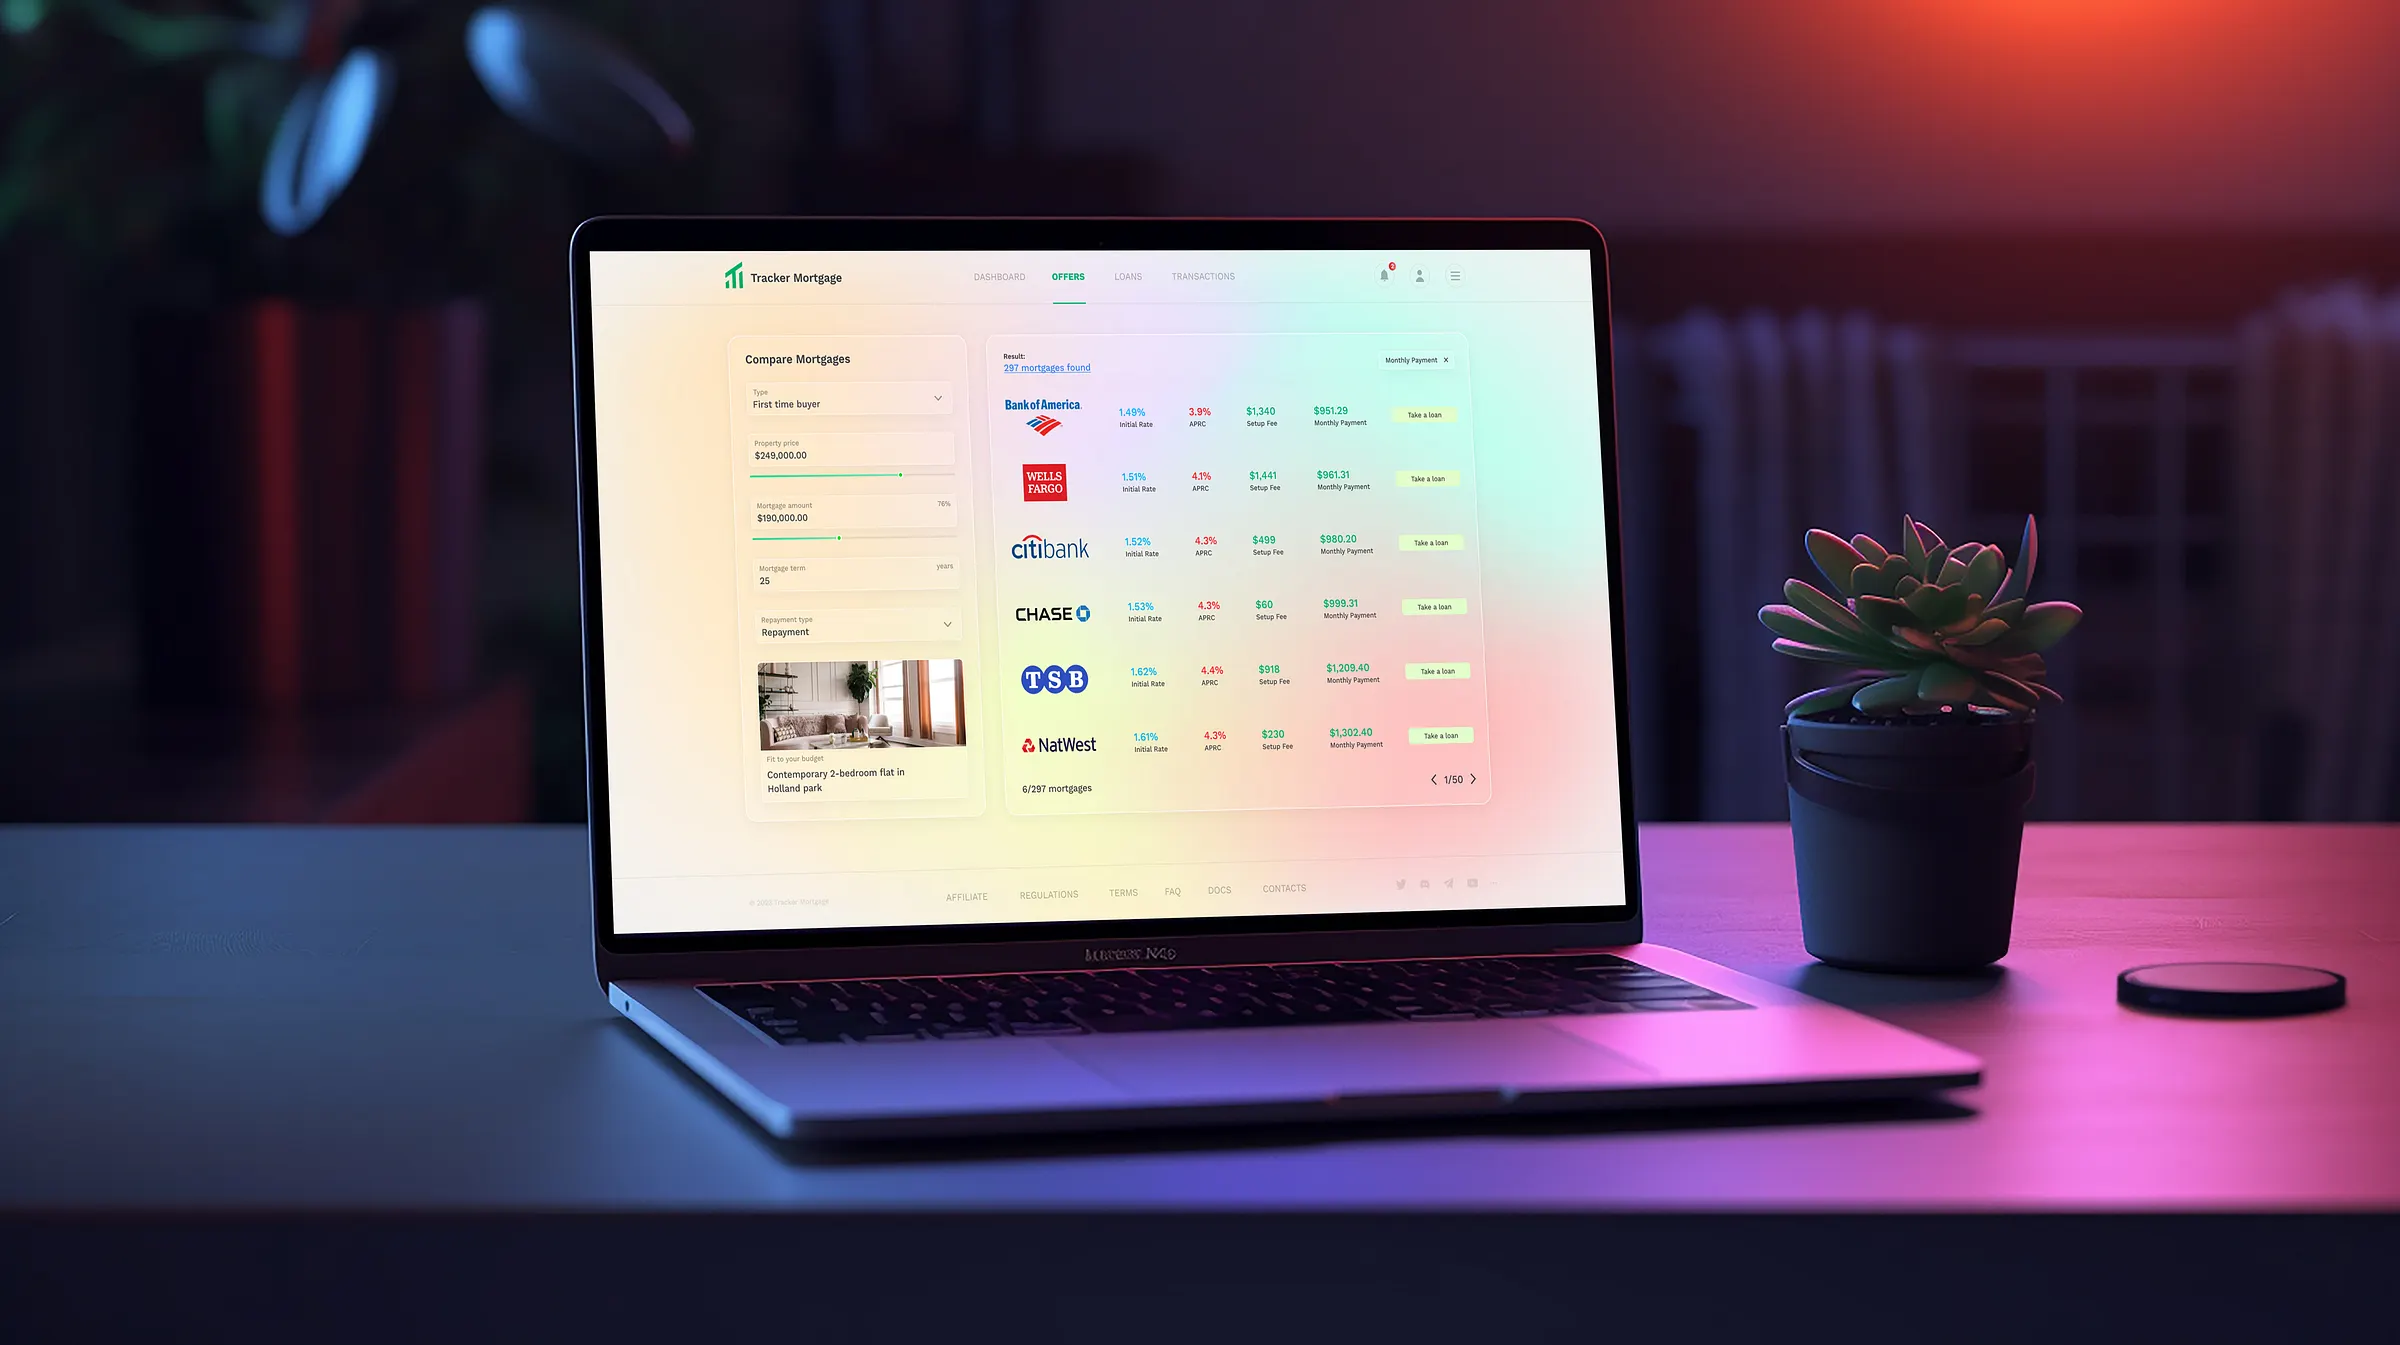 Tracker Mortgage
DASHBOARD
OFFERS
LOANS
TRANSACTIONS
3
Compare Mortgages
Type
First time buyer
Property price
$249,000.00
Mortgage amount
76%
$190,000.00
Mortgage term
years
25
Repayment type
Repayment
Fit to your budget
Contemporary 2-bedroom flat in
Holland park
Result:
297 mortgages found
Monthly Payment ×
Bank of America
1.49% 3.9% $1,340 $951.29
Initial Rate APRC Setup Fee Monthly Payment
Take a loan
WELLS
FARGO
1.51% 4.1% $1,441 $961.31
Initial Rate APRC Setup Fee Monthly Payment
Take a loan
citibank
1.52% 4.3% $499 $980.20
Initial Rate APRC Setup Fee Monthly Payment
Take a loan
CHASE
1.53% 4.3% $60 $999.31
Initial Rate APRC Setup Fee Monthly Payment
Take a loan
TSB
1.62% 4.4% $918 $1,209.40
Initial Rate APRC Setup Fee Monthly Payment
Take a loan
NatWest
1.61% 4.3% $230 $1,302.40
Initial Rate APRC Setup Fee Monthly Payment
Take a loan
6/297 mortgages
1/50
Tracker Mortgage
AFFILIATE
REGULATIONS
TERMS
FAQ
DOCS
CONTACTS